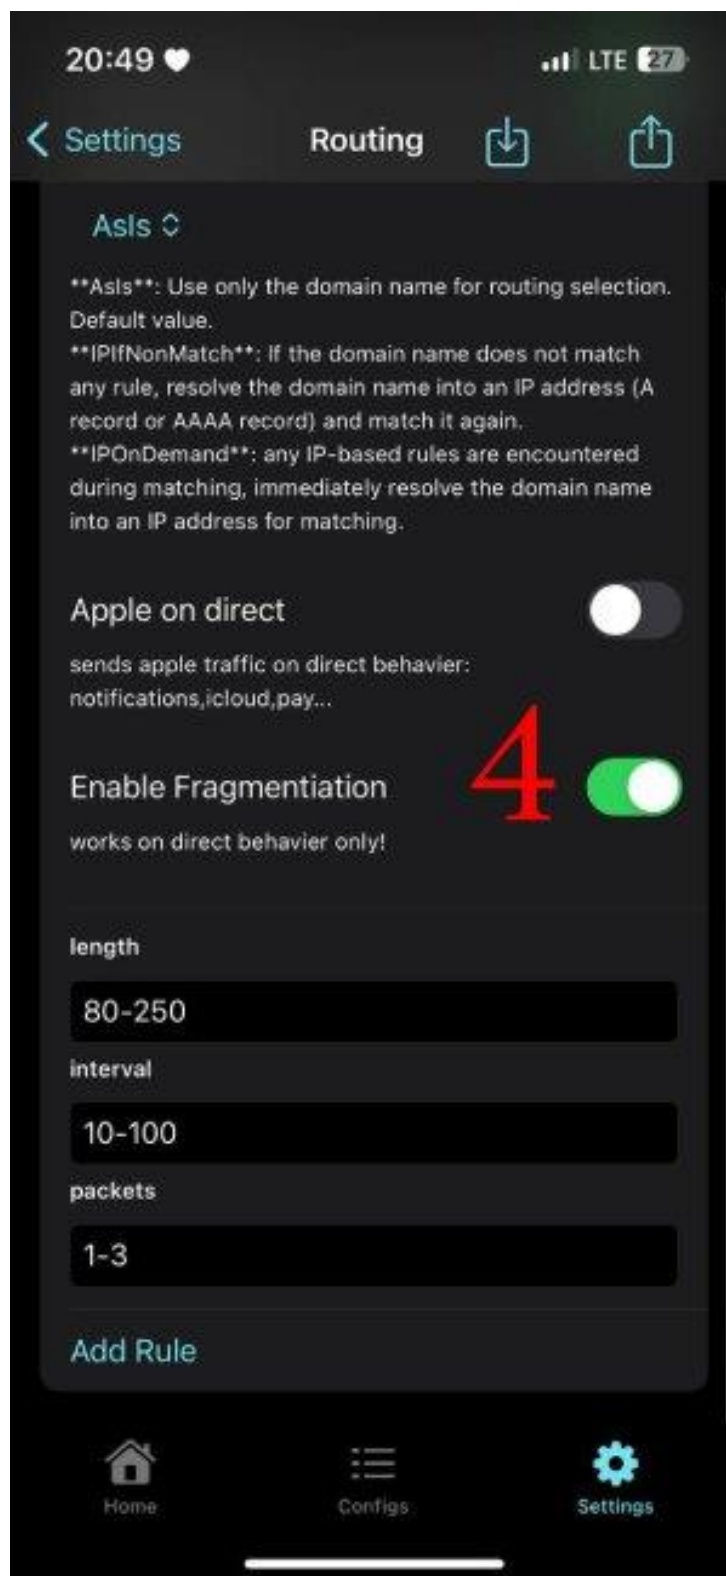 20:49
LTE 27
Settings
Routing
AsIs
**AsIs**: Use only the domain name for routing selection.
Default value.
**IPIfNonMatch**: If the domain name does not match
any rule, resolve the domain name into an IP address (A
record or AAAA record) and match it again.
**IPOnDemand**: any IP-based rules are encountered
during matching, immediately resolve the domain name
into an IP address for matching.
Apple on direct
sends apple traffic on direct behavier:
notifications,icloud,pay...
4
Enable Fragmentiation
works on direct behavier only!
length
80-250
interval
10-100
packets
1-3
Add Rule
Home
Configs
Settings